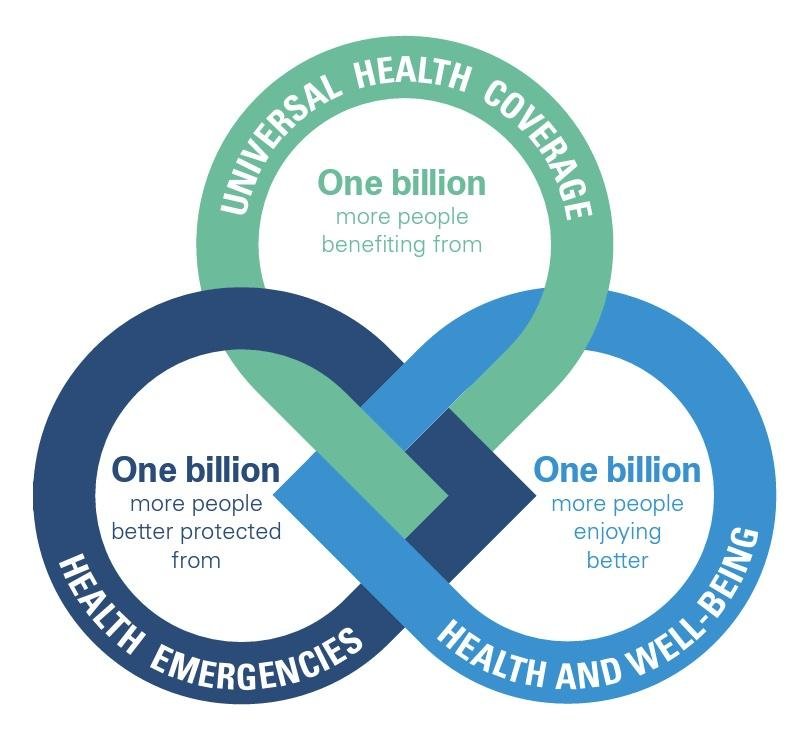 UNIVERSAL HEALTH COVERAGE
One billion
more people
benefiting from
One billion
more people
better protected
from
HEALTH EMERGENCIES
One billion
more people
enjoying
better
HEALTH AND WELL-BEING